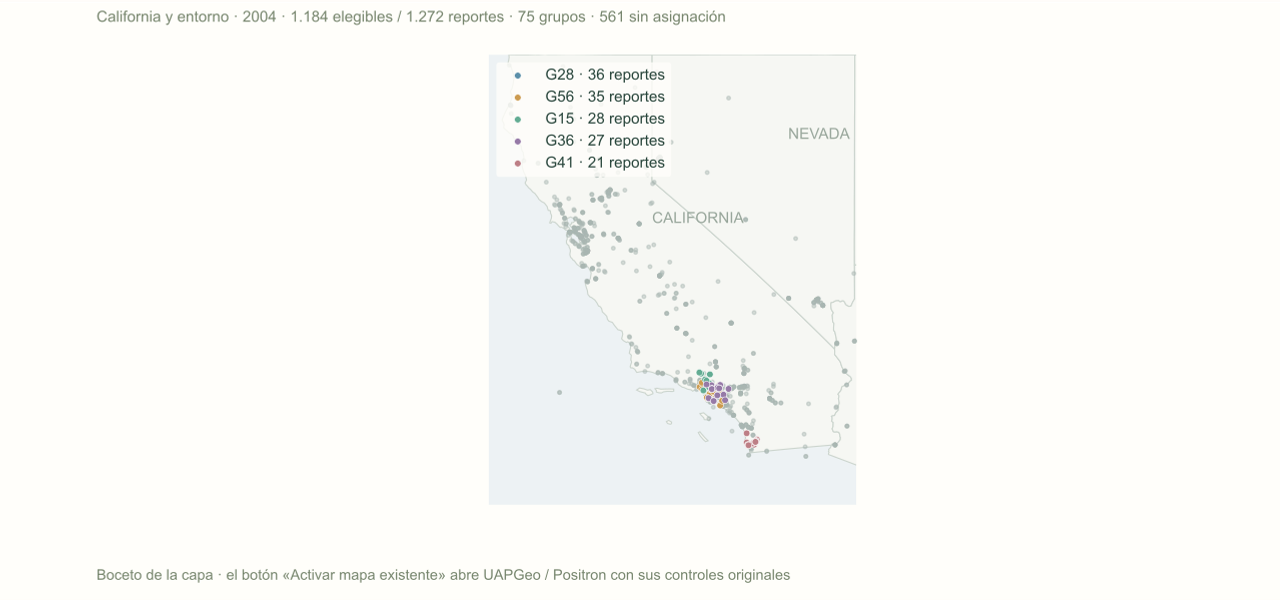 California y entorno · 2004 · 1.184 elegibles / 1.272 reportes · 75 grupos · 561 sin asignación
G28 · 36 reportes
G56 · 35 reportes
G15 · 28 reportes
G36 · 27 reportes
G41 · 21 reportes
NEVADA
CALIFORNIA
Boceto de la capa · el botón «Activar mapa existente» abre UAPGeo / Positron con sus controles originales